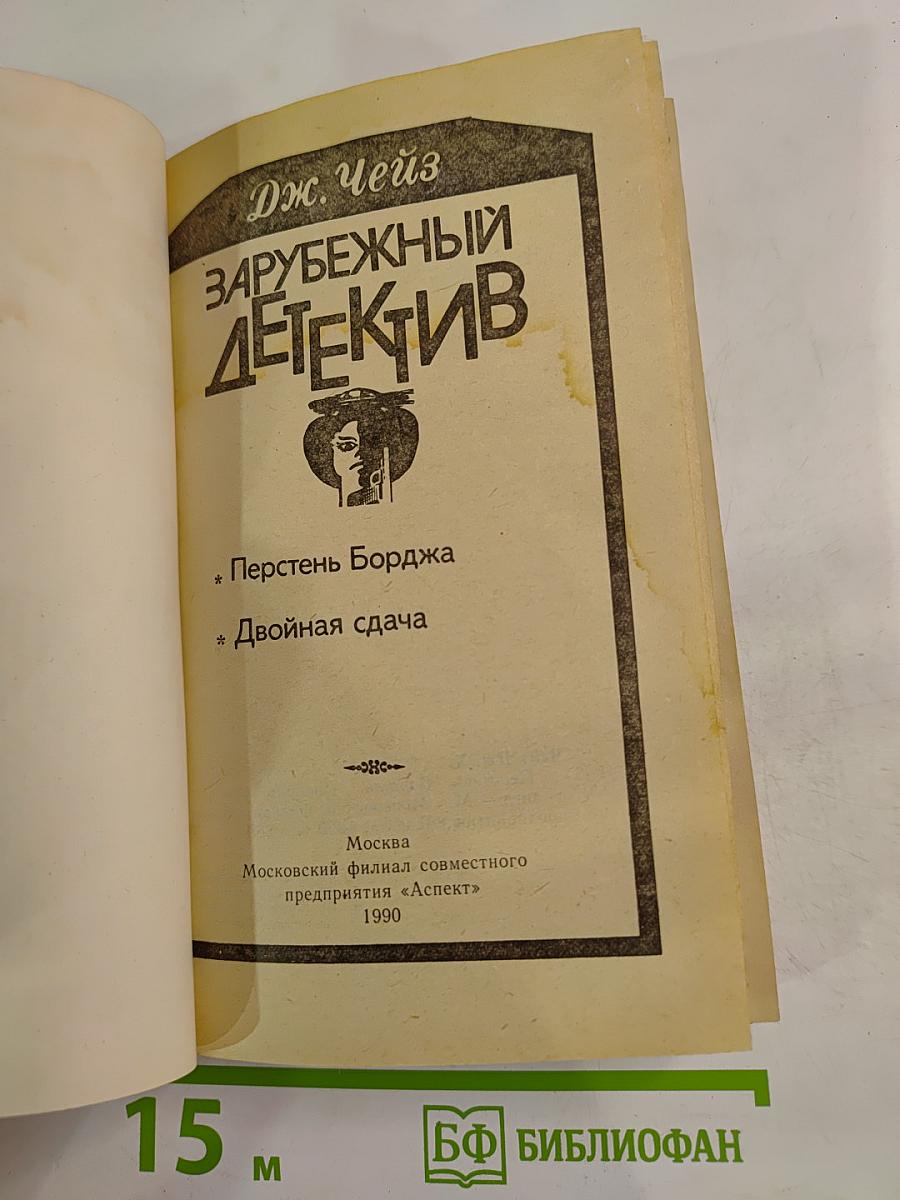 Дж. Чейз
ЗАРУБЕЖНЫЙ
ДЕТЕКТИВ
* Перстень Борджа
* Двойная сдача
Москва
Московский филиал совместного
предприятия «Аспект»
1990
15 м
БФ БИБЛИОФАН